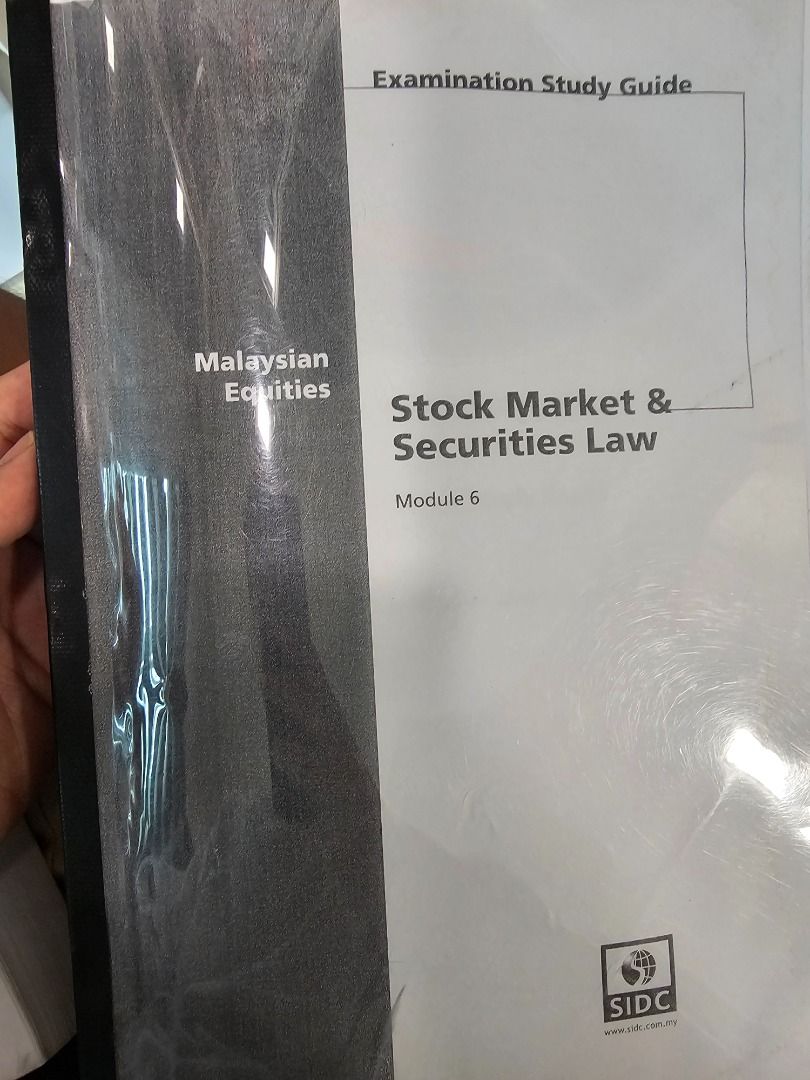 Examination Study Guide
Malaysian
Equities
Stock Market &
Securities Law
Module 6
SIDC
www.sidc.com.my